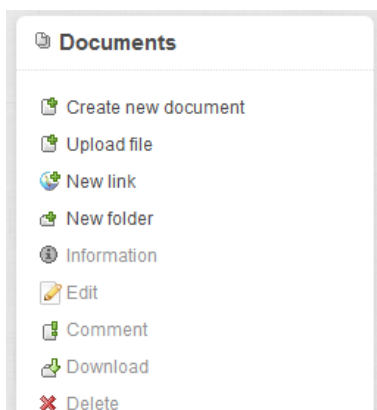 Documents
Create new document
Upload file
New link
New folder
Information
Edit
Comment
Download
Delete